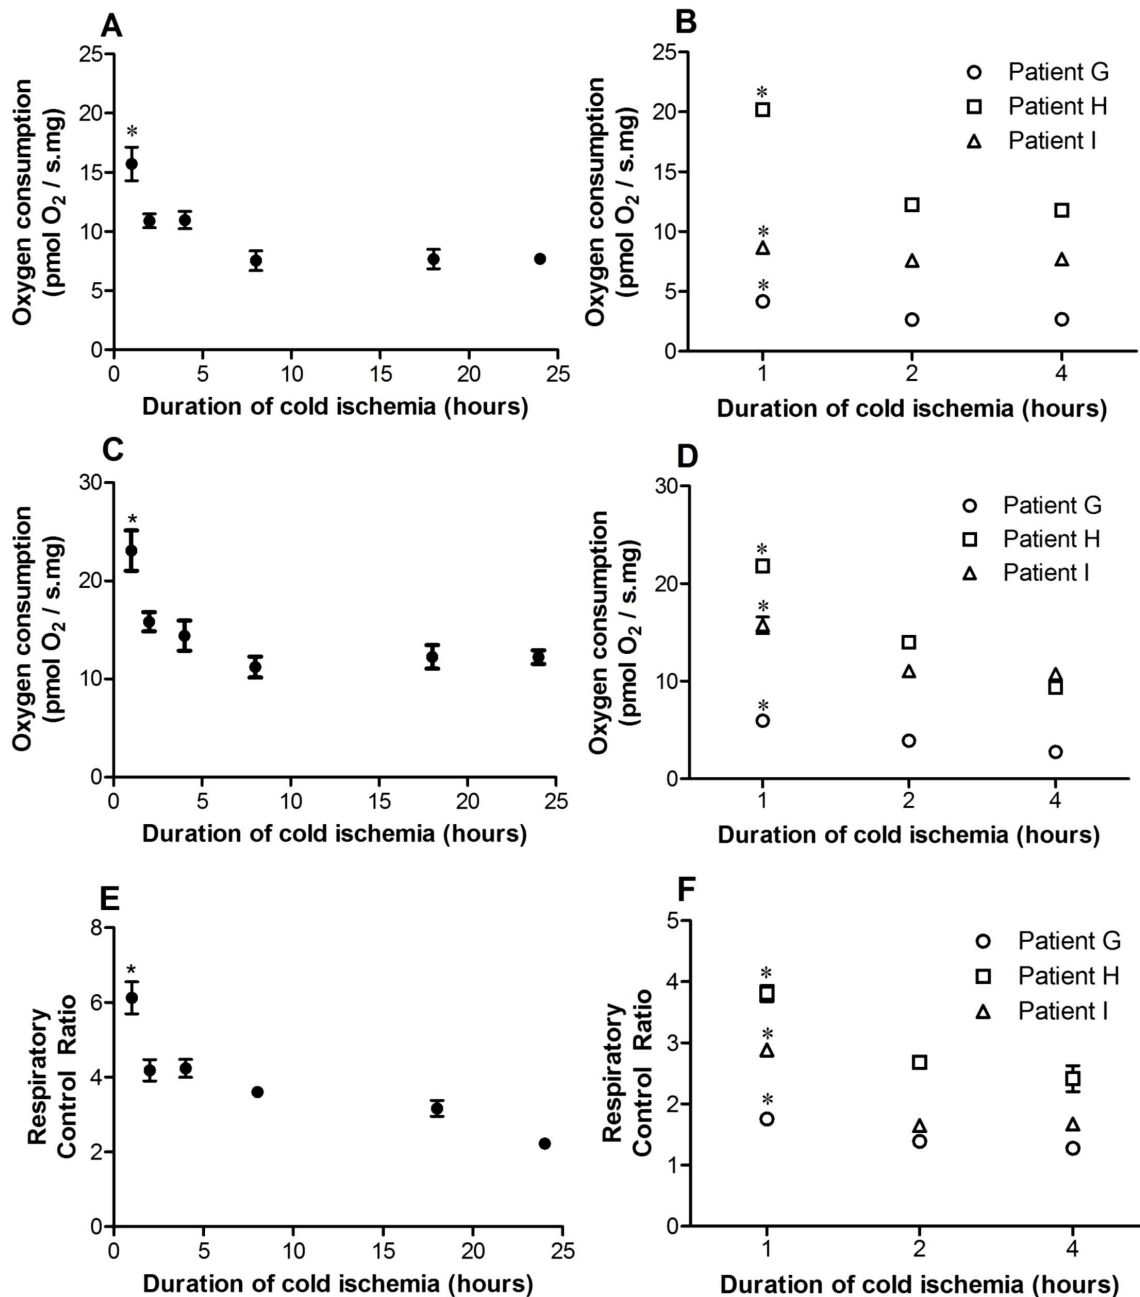 A
Oxygen consumption
(pmol O2 / s.mg)
25
20
15
10
5
0
*
0 5 10 15 20 25
Duration of cold ischemia (hours)
B
Oxygen consumption
(pmol O2 / s.mg)
25
20
15
10
5
0
Patient G
Patient H
Patient I
*
*
*
1 2 4
Duration of cold ischemia (hours)
C
Oxygen consumption
(pmol O2 / s.mg)
30
20
10
0
*
0 5 10 15 20 25
Duration of cold ischemia (hours)
D
Oxygen consumption
(pmol O2 / s.mg)
30
20
10
0
Patient G
Patient H
Patient I
*
*
*
1 2 4
Duration of cold ischemia (hours)
E
Respiratory
Control Ratio
8
6
4
2
0
*
0 5 10 15 20 25
Duration of cold ischemia (hours)
F
Respiratory
Control Ratio
5
4
3
2
1
0
Patient G
Patient H
Patient I
*
*
*
1 2 4
Duration of cold ischemia (hours)